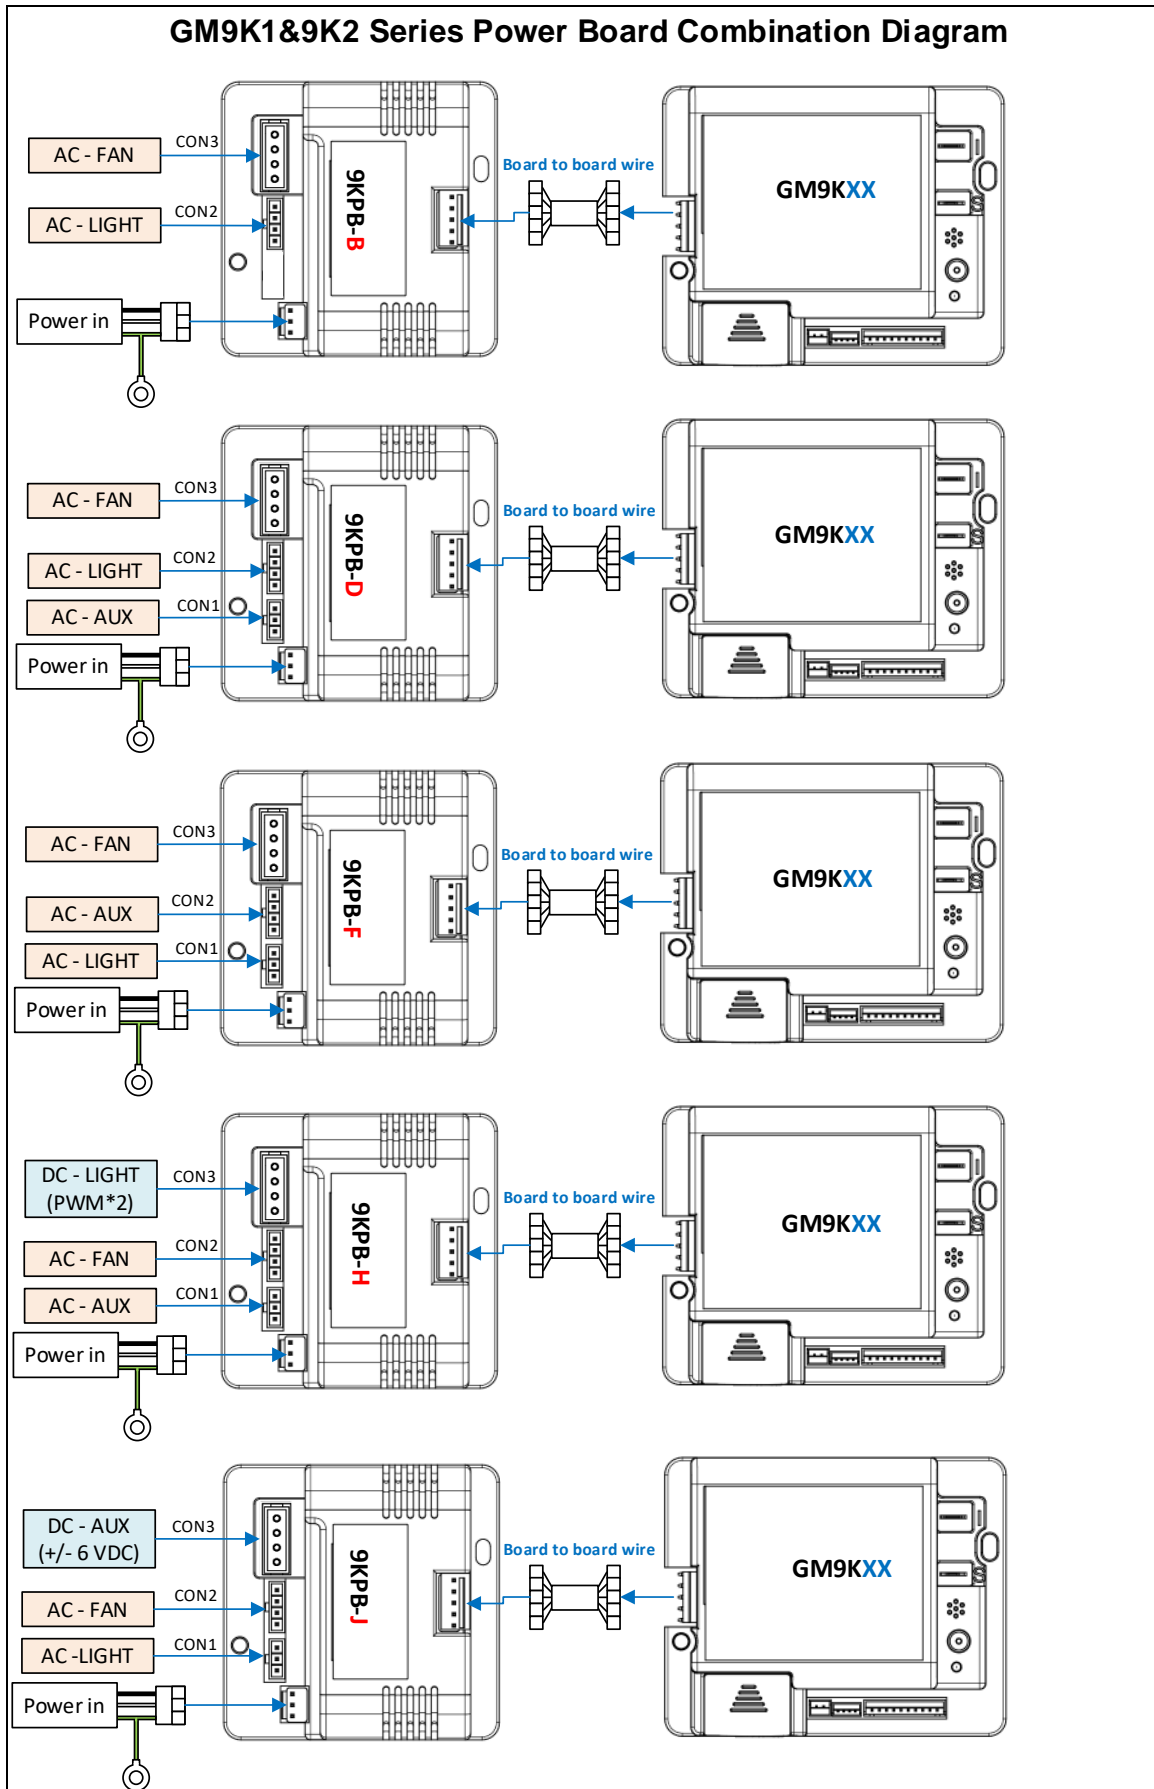 GM9K1&9K2 Series Power Board Combination Diagram
AC - FAN
CON3
AC - LIGHT
CON2
Power in
9KPB-B
Board to board wire
GM9KXX
AC - FAN
CON3
AC - LIGHT
CON2
AC - AUX
CON1
Power in
9KPB-D
Board to board wire
GM9KXX
AC - FAN
CON3
AC - AUX
CON2
AC - LIGHT
CON1
Power in
9KPB-F
Board to board wire
GM9KXX
DC - LIGHT
(PWM*2)
CON3
AC - FAN
CON2
AC - AUX
CON1
Power in
9KPB-H
Board to board wire
GM9KXX
DC - AUX
(+/- 6 VDC)
CON3
AC - FAN
CON2
AC -LIGHT
CON1
Power in
9KPB-J
Board to board wire
GM9KXX